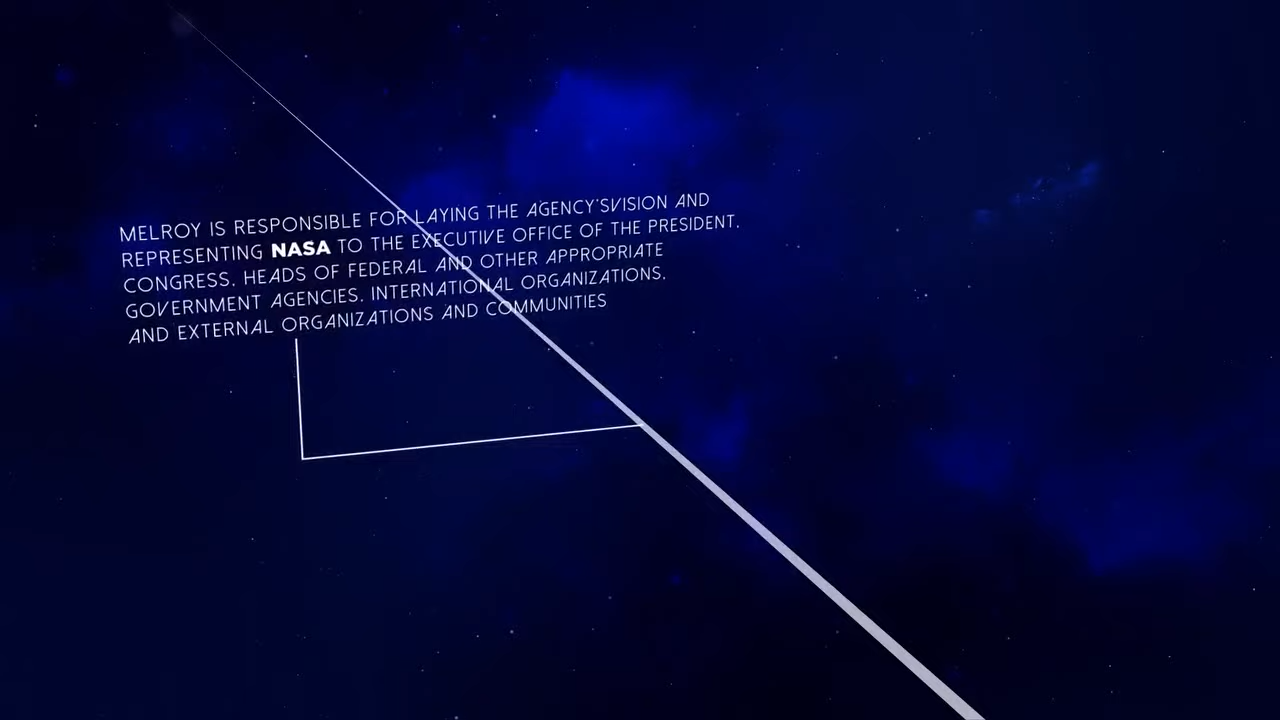 MELROY IS RESPONSIBLE FOR LAYING THE AGENCY'SVISION AND
REPRESENTING NASA TO THE EXECUTIVE OFFICE OF THE PRESIDENT,
CONGRESS, HEADS OF FEDERAL AND OTHER APPROPRIATE
GOVERNMENT AGENCIES, INTERNATIONAL ORGANIZATIONS,
AND EXTERNAL ORGANIZATIONS AND COMMUNITIES